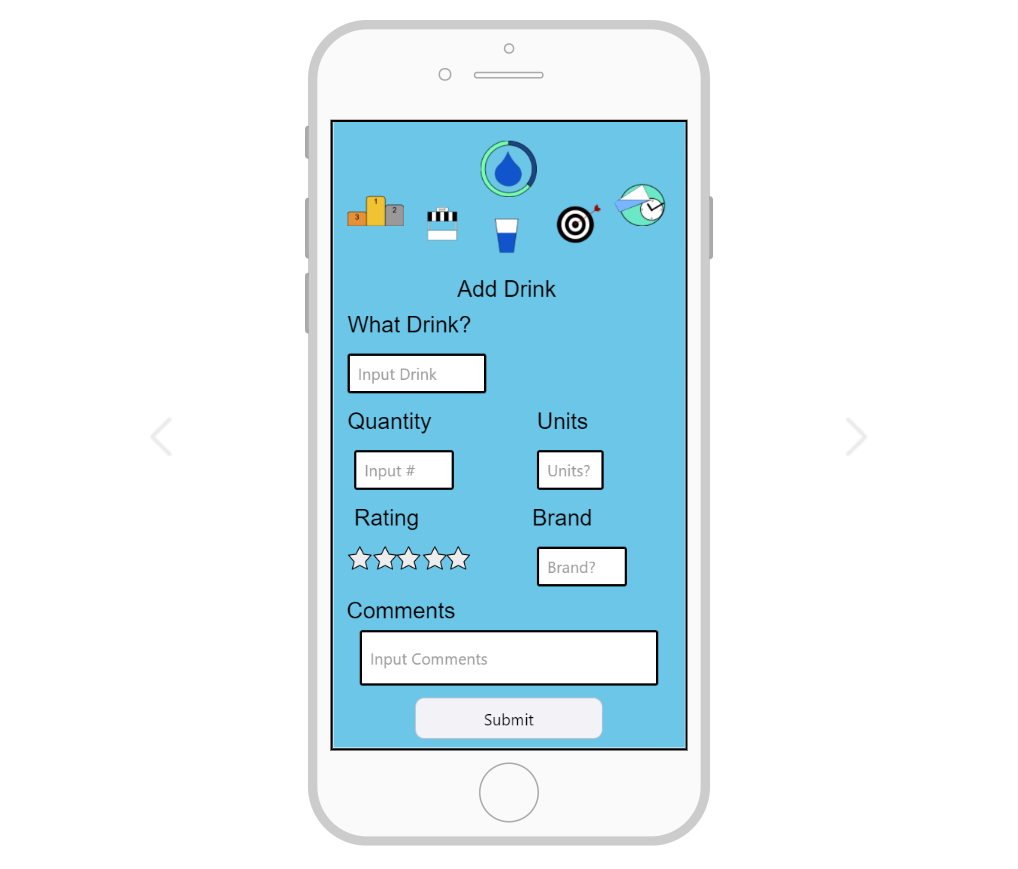 1
3
2
Add Drink
What Drink?
Input Drink
Quantity Units
Input # Units?
Rating Brand
Brand?
Comments
Input Comments
Submit